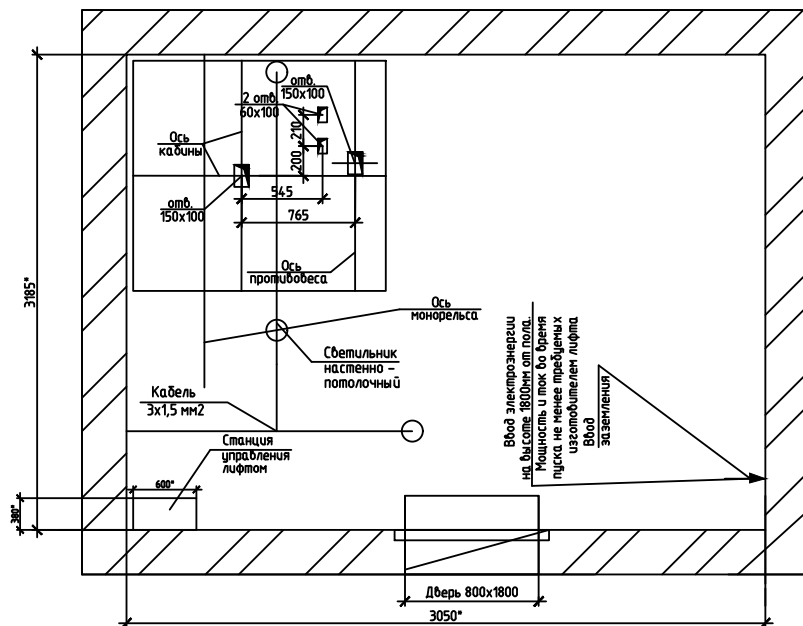 отв.
150х100
2 отв.
60х100
Ось
кабины
210
200
отв.
150х100
545
765
Ось
противовеса
3185*
Ось
монорельса
Светильник
настенно -
потолочный
Кабель
3х1,5 мм2
Станция
управления
лифтом
600*
380*
Ввод электроэнергии
на высоте 1800мм от пола.
Мощность и ток во время
пуска не менее требуемых
изготовителем лифта
Ввод
заземления
Дверь 800х1800
3050*